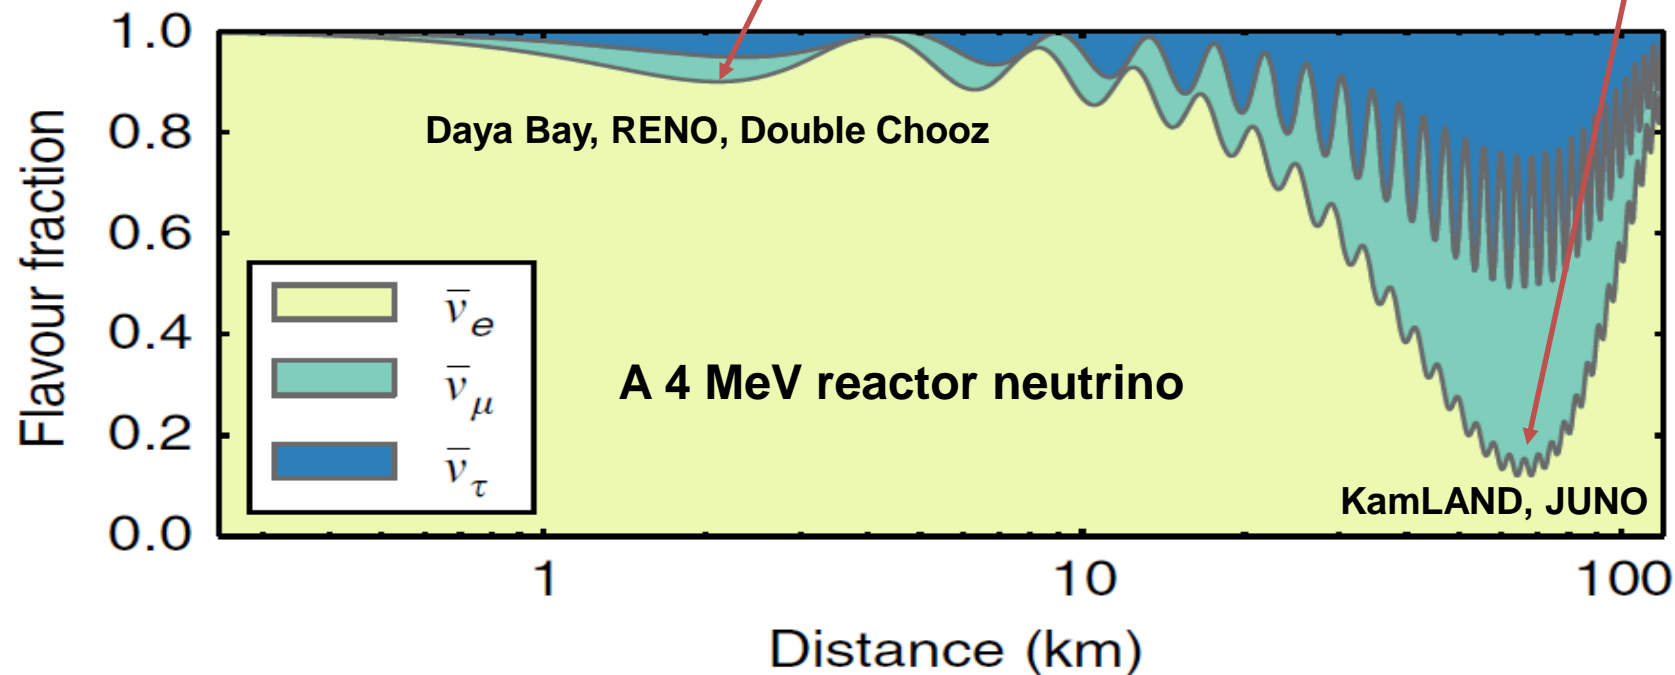 1.0
0.8
0.6
0.4
0.2
0.0
Flavour fraction
Daya Bay, RENO, Double Chooz
ν̅e
ν̅μ
ν̅τ
A 4 MeV reactor neutrino
KamLAND, JUNO
1
10
100
Distance (km)